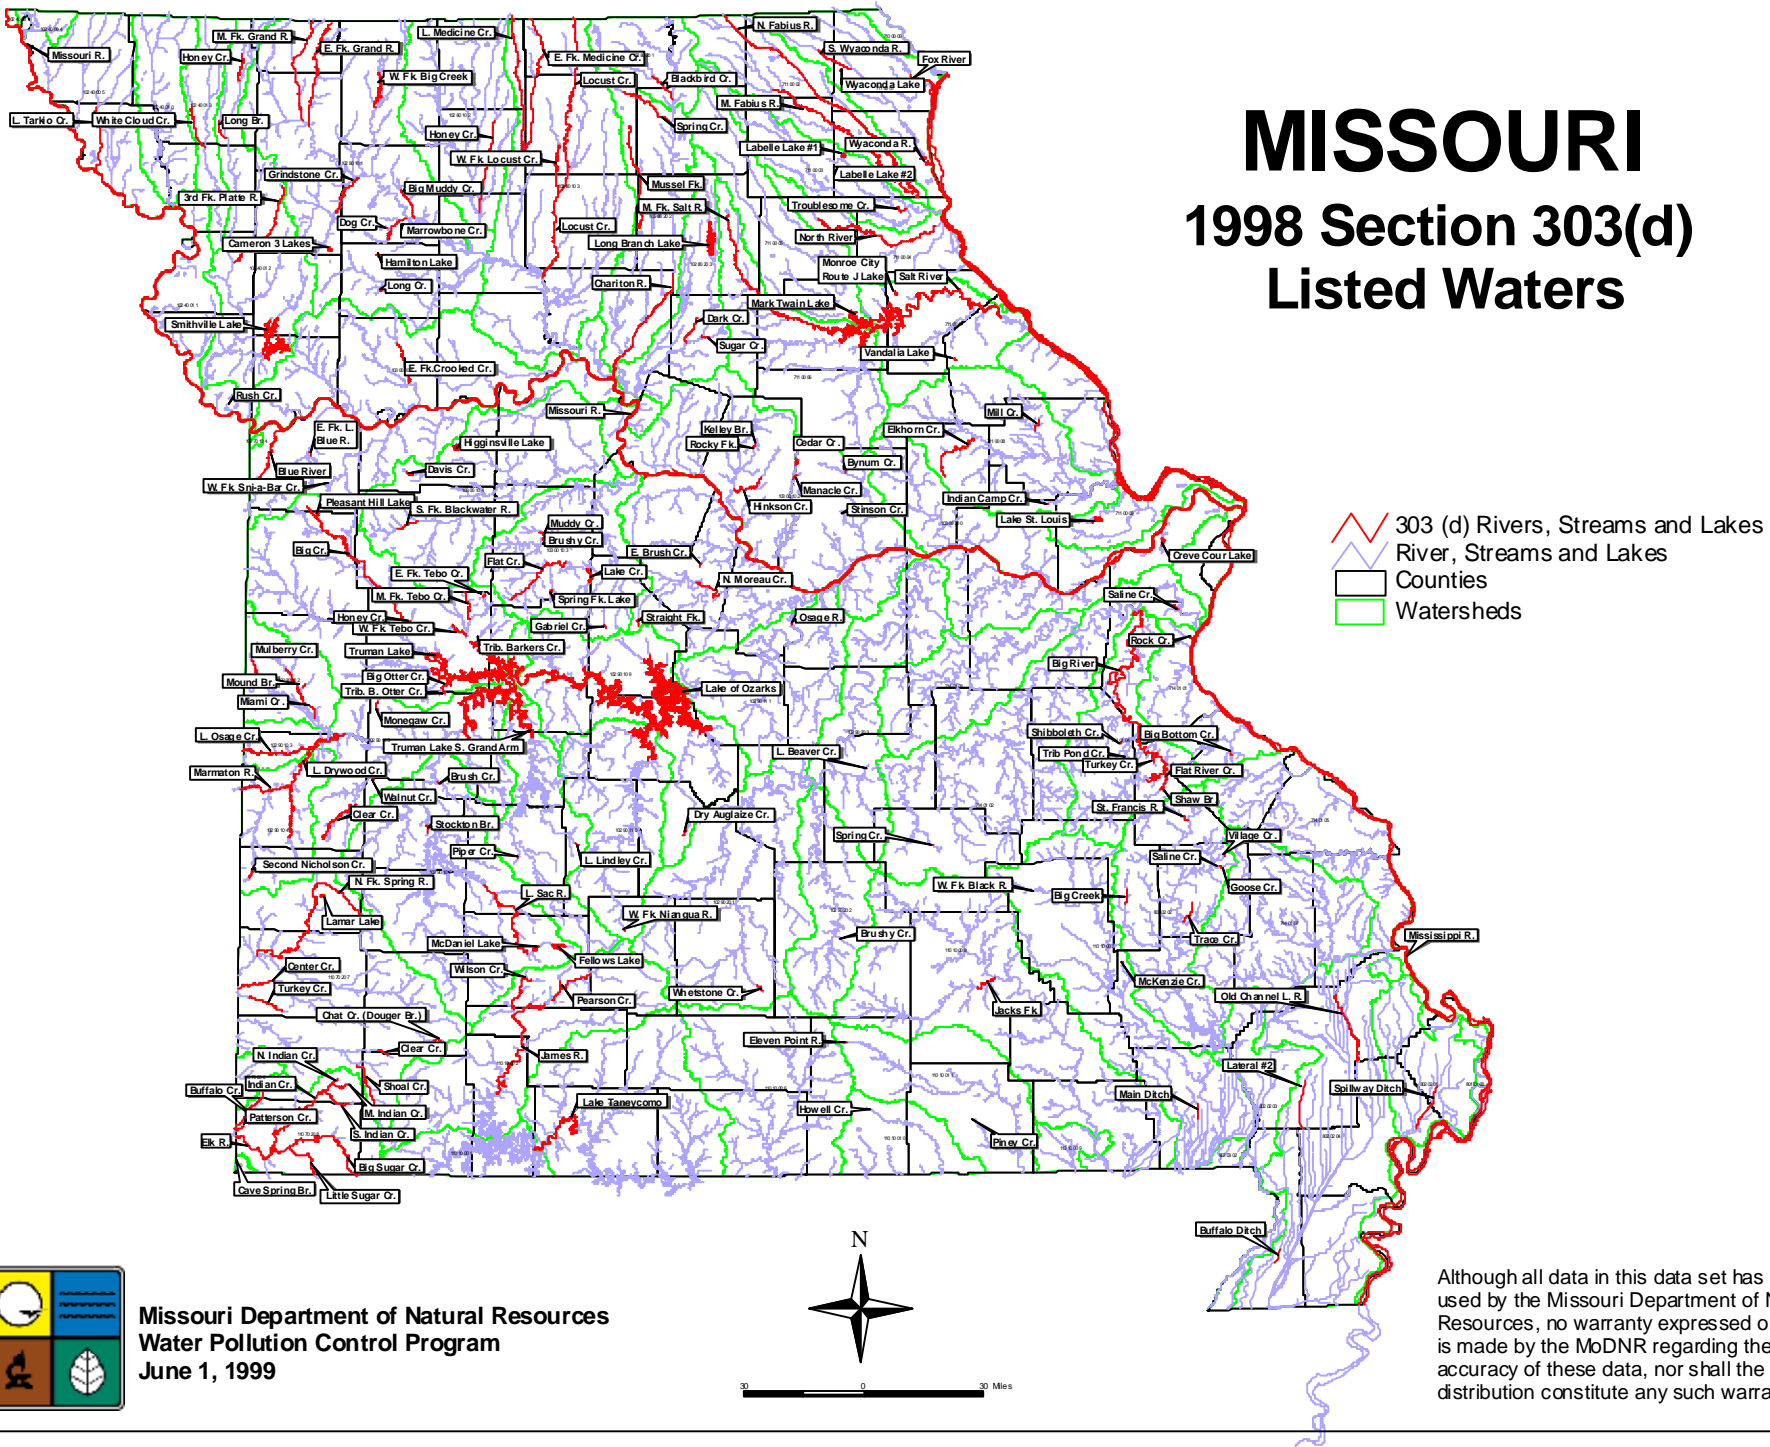 MISSOURI
1998 Section 303(d)
Listed Waters
303 (d) Rivers, Streams and Lakes
River, Streams and Lakes
Counties
Watersheds
Missouri R.
M. Fk. Grand R.
Honey Cr.
E. Fk. Grand R.
L. Medicine Cr.
W. Fk. Big Creek
E. Fk. Medicine Cr.
Locust Cr.
Blackbird Cr.
N. Fabius R.
S. Wyaconda R.
Fox River
Wyaconda Lake
M. Fabius R.
L. Tarkio Cr.
White Cloud Cr.
Long Br.
Honey Cr.
Spring Cr.
Labelle Lake #1
Wyaconda R.
W. Fk. Locust Cr.
Labelle Lake #2
Grindstone Cr.
Big Muddy Cr.
Mussel Fk.
3rd Fk. Platte R.
M. Fk. Salt R.
Troublesome Cr.
Dog Cr.
Marrowbone Cr.
Locust Cr.
Long Branch Lake
North River
Cameron 3 Lakes
Hamilton Lake
Monroe City
Route J Lake
Salt River
Long Cr.
Chariton R.
Mark Twain Lake
Smithville Lake
Dark Cr.
Sugar Cr.
Vandalia Lake
E. Fk.Crooked Cr.
Rush Cr.
Missouri R.
Mill Cr.
E. Fk. L.
Blue R.
Higginsville Lake
Kelley Br.
Rocky Fk.
Cedar Cr.
Elkhorn Cr.
Blue River
Davis Cr.
Bynum Cr.
W. Fk. Sni-a-Bar Cr.
Manacle Cr.
Pleasant Hill Lake
S. Fk. Blackwater R.
Hinkson Cr.
Stinson Cr.
Indian Camp Cr.
Lake St. Louis
Muddy Cr.
Brushy Cr.
Big Cr.
Flat Cr.
E. Brush Cr.
Creve Cour Lake
E. Fk. Tebo Cr.
Lake Cr.
N. Moreau Cr.
M. Fk. Tebo Cr.
Spring Fk. Lake
Saline Cr.
Honey Cr.
W. Fk. Tebo Cr.
Gabriel Cr.
Straight Fk.
Osage R.
Mulberry Cr.
Truman Lake
Trib. Barkers Cr.
Rock Cr.
Big River
Mound Br.
Big Otter Cr.
Trib. B. Otter Cr.
Lake of Ozarks
Miami Cr.
Monegaw Cr.
L. Osage Cr.
Truman Lake S. Grand Arm
L. Beaver Cr.
Shibboleth Cr.
Big Bottom Cr.
Trib Pond Cr.
Turkey Cr.
Flat River Cr.
Marmaton R.
L. Drywood Cr.
Brush Cr.
Walnut Cr.
Shaw Br
Clear Cr.
St. Francis R.
Stockton Br.
Dry Auglaize Cr.
Spring Cr.
Village Cr.
Piper Cr.
L. Lindley Cr.
Saline Cr.
Second Nicholson Cr.
N. Fk. Spring R.
W. Fk Black R.
Goose Cr.
L. Sac R.
Big Creek
Lamar Lake
W. Fk. Niangua R.
Brushy Cr.
Trace Cr.
Mississippi R.
McDaniel Lake
Fellows Lake
Center Cr.
Wilson Cr.
Turkey Cr.
Pearson Cr.
Whetstone Cr.
McKenzie Cr.
Old Channel L. R.
Jacks Fk
Chat Cr. (Douger Br.)
Eleven Point R.
Clear Cr.
N. Indian Cr.
James R.
Lateral #2
Buffalo Cr.
Indian Cr.
Shoal Cr.
Spillway Ditch
Main Ditch
Patterson Cr.
M. Indian Cr.
Lake Taneycomo
Howell Cr.
S. Indian Cr.
Elk R.
Piney Cr.
Big Sugar Cr.
Cave Spring Br.
Little Sugar Cr.
Buffalo Ditch
N
30 0 30 Miles
Missouri Department of Natural Resources
Water Pollution Control Program
June 1, 1999
Although all data in this data set has
used by the Missouri Department of N
Resources, no warranty expressed o
is made by the MoDNR regarding the
accuracy of these data, nor shall the
distribution constitute any such warra